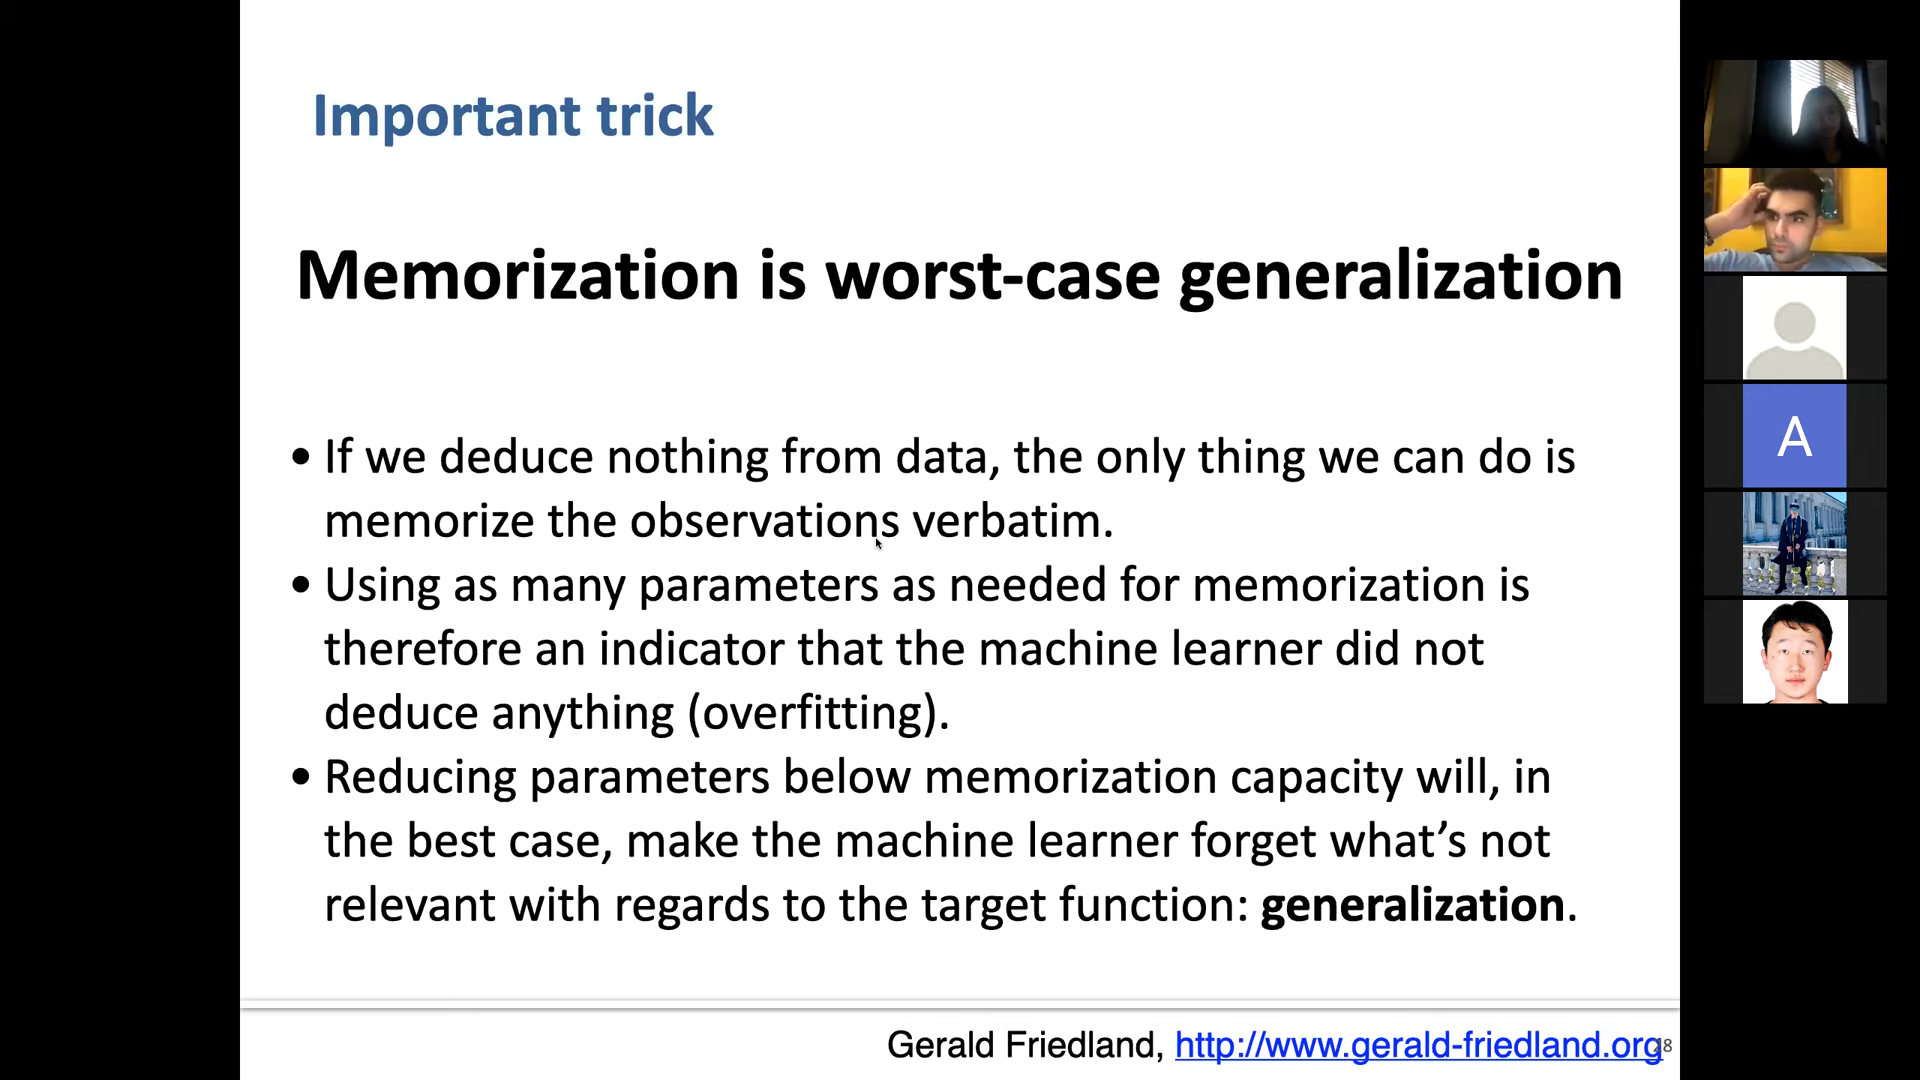 Important trick
Memorization is worst-case generalization
• If we deduce nothing from data, the only thing we can do is
memorize the observations verbatim.
• Using as many parameters as needed for memorization is
therefore an indicator that the machine learner did not
deduce anything (overfitting).
• Reducing parameters below memorization capacity will, in
the best case, make the machine learner forget what’s not
relevant with regards to the target function: generalization.
Gerald Friedland, http://www.gerald-friedland.org
28
A